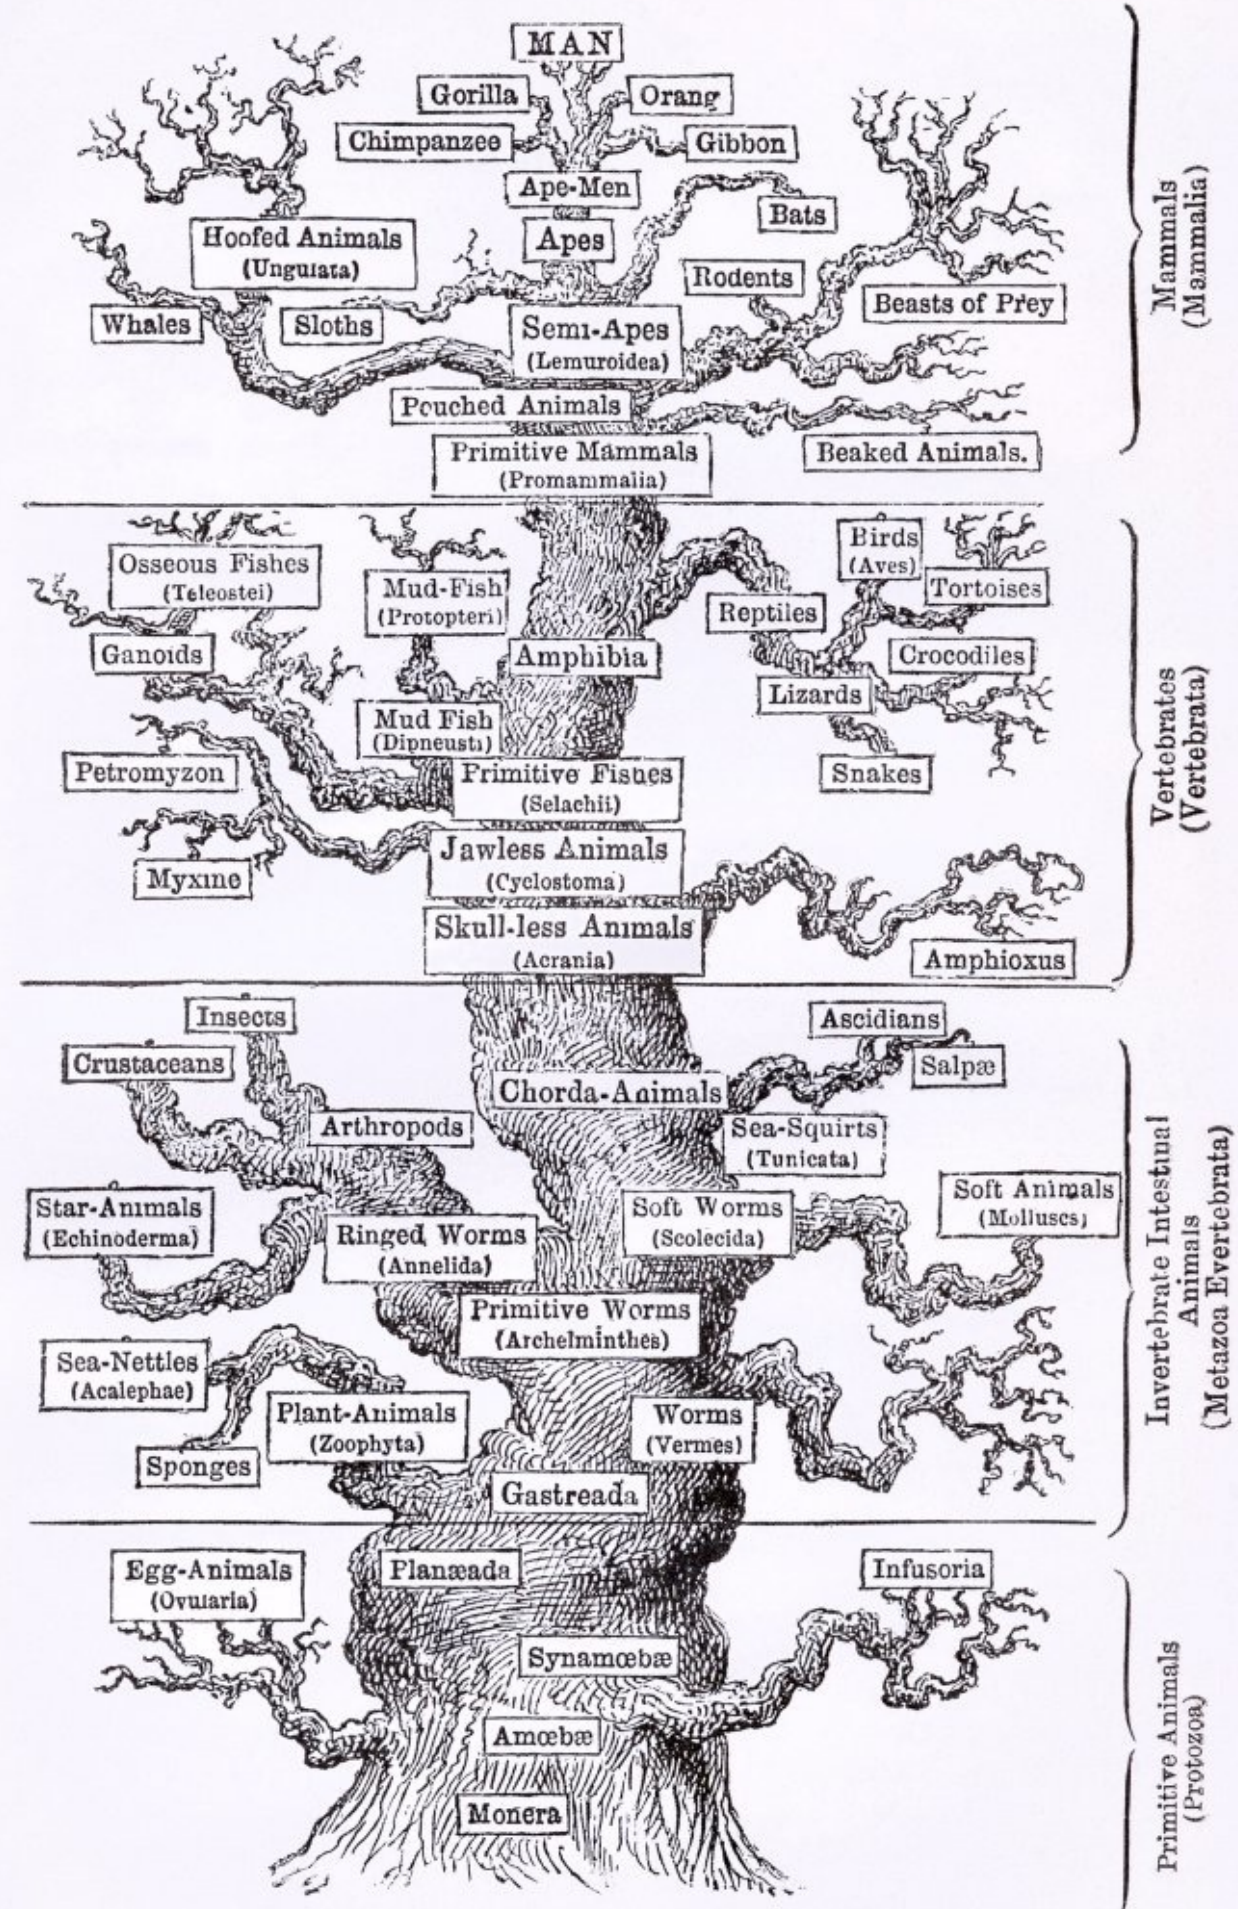 MAN
Gorilla
Orang
Chimpanzee
Gibbon
Ape-Men
Bats
Hoofed Animals
(Ungulata)
Apes
Rodents
Beasts of Prey
Whales
Sloths
Semi-Apes
(Lemuroidea)
Pouched Animals
Primitive Mammals
(Promammalia)
Beaked Animals.
Mammals
(Mammalia)
Osseous Fishes
(Teleostei)
Mud-Fish
(Protopteri)
Birds
(Aves)
Tortoises
Reptiles
Ganoids
Amphibia
Crocodiles
Lizards
Mud Fish
(Dipneusti)
Petromyzon
Primitive Fishes
(Selachii)
Snakes
Jawless Animals
(Cyclostoma)
Myxine
Skull-less Animals
(Acrania)
Amphioxus
Vertebrates
(Vertebrata)
Insects
Ascidians
Crustaceans
Salpæ
Chorda-Animals
Arthropods
Sea-Squirts
(Tunicata)
Star-Animals
(Echinoderma)
Ringed Worms
(Annelida)
Soft Worms
(Scolecida)
Soft Animals
(Molluscs)
Primitive Worms
(Archelminthes)
Sea-Nettles
(Acalephae)
Plant-Animals
(Zoophyta)
Worms
(Vermes)
Sponges
Gastreada
Invertebrate Intestual
Animals
(Metazoa Evertebrata)
Egg-Animals
(Ovularia)
Planæada
Infusoria
Synamœbæ
Amœbæ
Monera
Primitive Animals
(Protozoa)